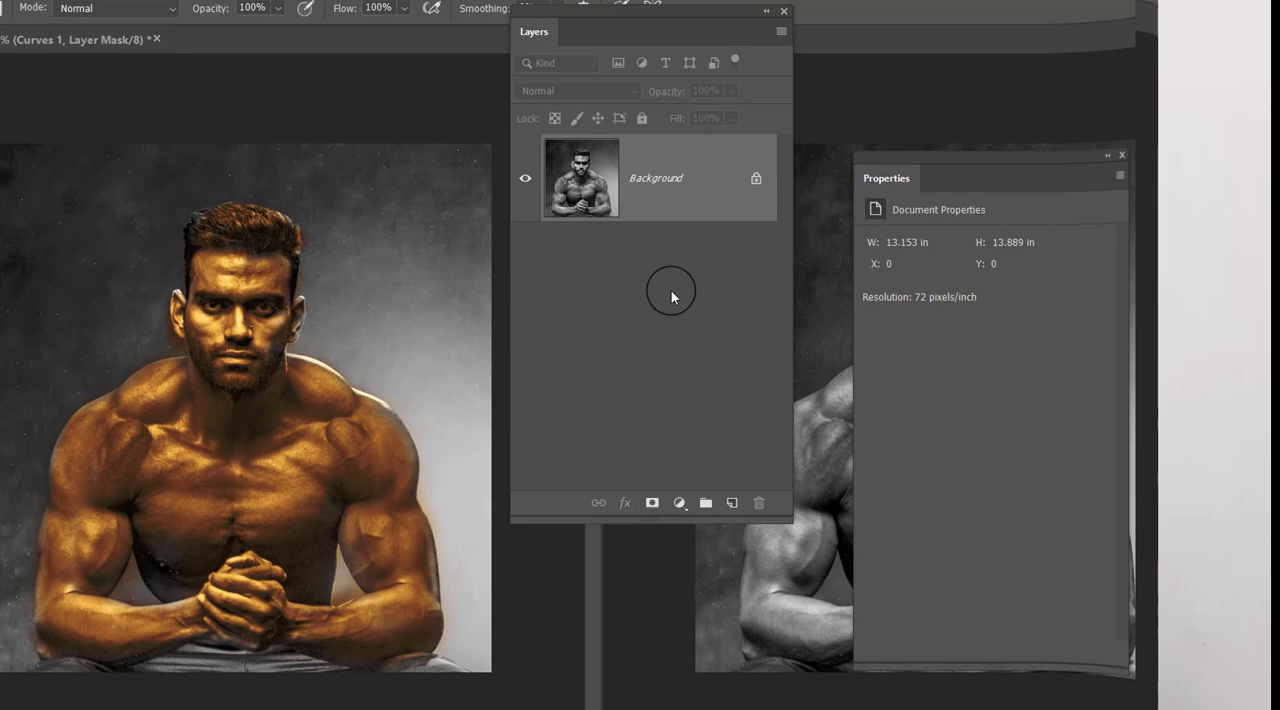 Mode: Normal Opacity: 100% Flow: 100% Smoothing:
% (Curves 1, Layer Mask/8) *
Layers
Kind
Normal Opacity: 100%
Lock: Fill: 100%
Background
fx
Properties
Document Properties
W: 13.153 in H: 13.889 in
X: 0 Y: 0
Resolution: 72 pixels/inch